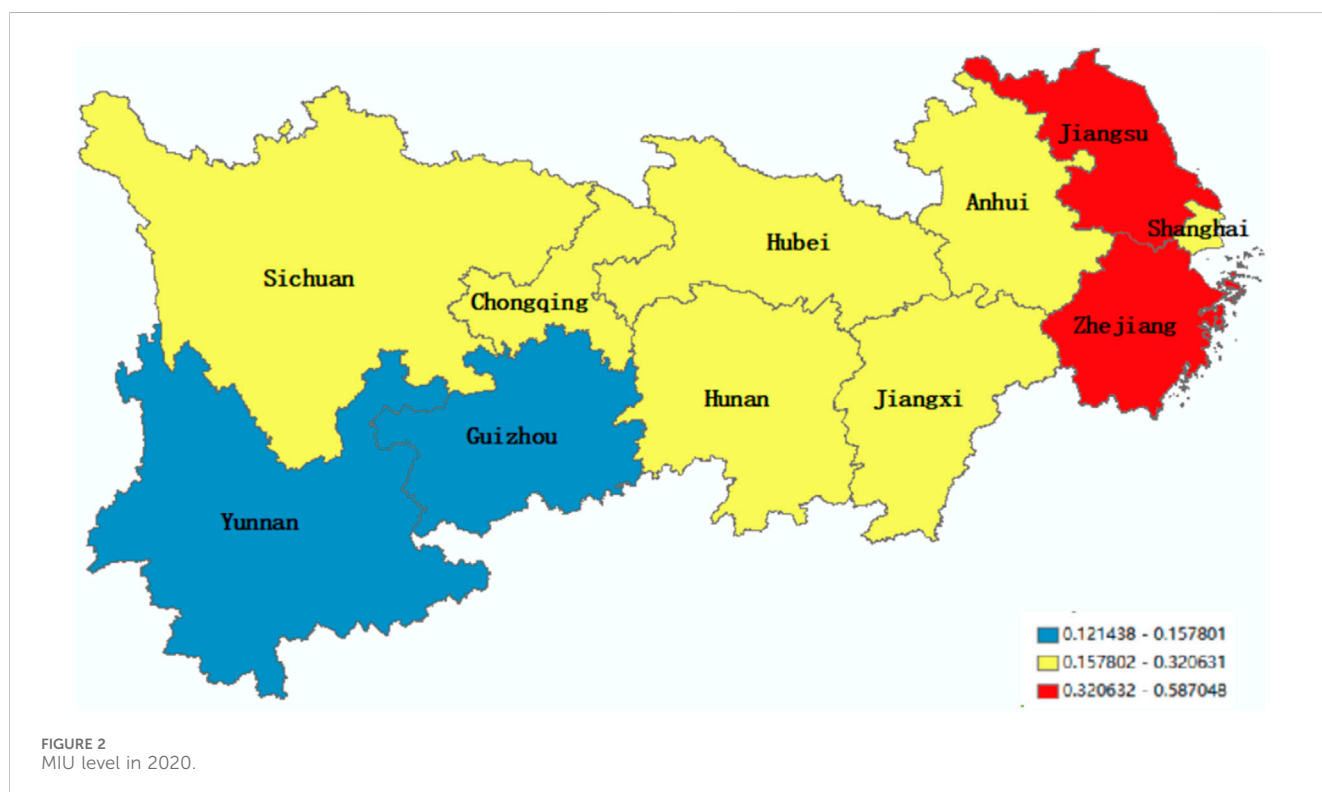 Jiangsu
Anhui
Shanghai
Hubei
Sichuan
Chongqing
Zhejiang
Hunan
Jiangxi
Guizhou
Yunnan
0.121438 - 0.157801
0.157802 - 0.320631
0.320632 - 0.587048
FIGURE 2
MIU level in 2020.